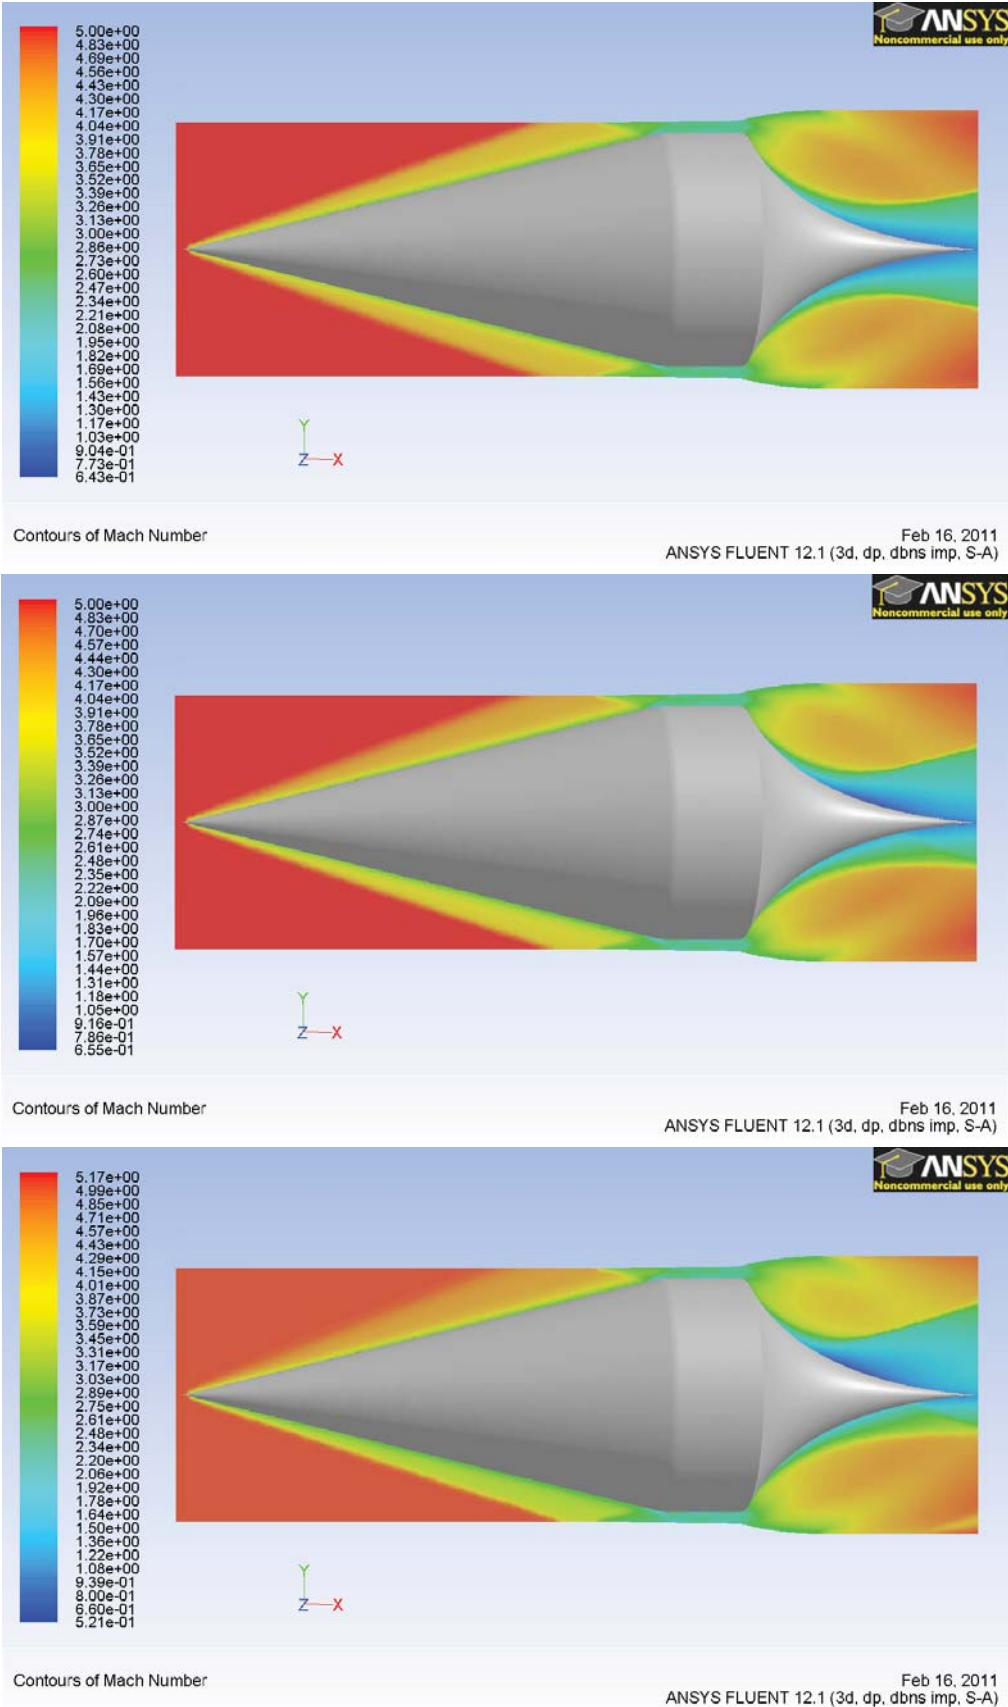 ANSYS
Noncommercial use only
5.00e+00
4.83e+00
4.69e+00
4.56e+00
4.43e+00
4.30e+00
4.17e+00
4.04e+00
3.91e+00
3.78e+00
3.65e+00
3.52e+00
3.39e+00
3.26e+00
3.13e+00
3.00e+00
2.86e+00
2.73e+00
2.60e+00
2.47e+00
2.34e+00
2.21e+00
2.08e+00
1.95e+00
1.82e+00
1.69e+00
1.56e+00
1.43e+00
1.30e+00
1.17e+00
1.03e+00
9.04e-01
7.73e-01
6.43e-01
Y
Z X
Contours of Mach Number
Feb 16, 2011
ANSYS FLUENT 12.1 (3d, dp, dbns imp, S-A)
ANSYS
Noncommercial use only
5.00e+00
4.83e+00
4.70e+00
4.57e+00
4.44e+00
4.30e+00
4.17e+00
4.04e+00
3.91e+00
3.78e+00
3.65e+00
3.52e+00
3.39e+00
3.26e+00
3.13e+00
3.00e+00
2.87e+00
2.74e+00
2.61e+00
2.48e+00
2.35e+00
2.22e+00
2.09e+00
1.96e+00
1.83e+00
1.70e+00
1.57e+00
1.44e+00
1.31e+00
1.18e+00
1.05e+00
9.16e-01
7.86e-01
6.55e-01
Y
Z X
Contours of Mach Number
Feb 16, 2011
ANSYS FLUENT 12.1 (3d, dp, dbns imp, S-A)
ANSYS
Noncommercial use only
5.17e+00
4.99e+00
4.85e+00
4.71e+00
4.57e+00
4.43e+00
4.29e+00
4.15e+00
4.01e+00
3.87e+00
3.73e+00
3.59e+00
3.45e+00
3.31e+00
3.17e+00
3.03e+00
2.89e+00
2.75e+00
2.61e+00
2.48e+00
2.34e+00
2.20e+00
2.06e+00
1.92e+00
1.78e+00
1.64e+00
1.50e+00
1.36e+00
1.22e+00
1.08e+00
9.39e-01
8.00e-01
6.60e-01
5.21e-01
Y
Z X
Contours of Mach Number
Feb 16, 2011
ANSYS FLUENT 12.1 (3d, dp, dbns imp, S-A)